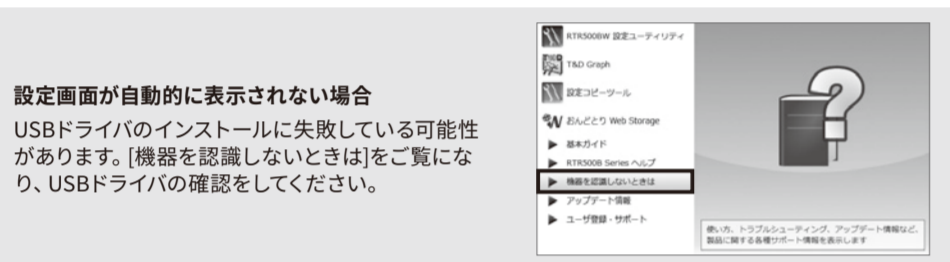 設定画面が自動的に表示されない場合
USBドライバのインストールに失敗している可能性
があります。[機器を認識しないときは]をご覧にな
り、USBドライバの確認をしてください。
RTR500BW 設定ユーティリティ
T&D Graph
設定コピーツール
おんどとり Web Storage
基本ガイド
RTR500B Series ヘルプ
機器を認識しないときは
アップデート情報
ユーザ登録・サポート
使い方、トラブルシューティング、アップデート情報など、
製品に関する各種サポート情報を表示します